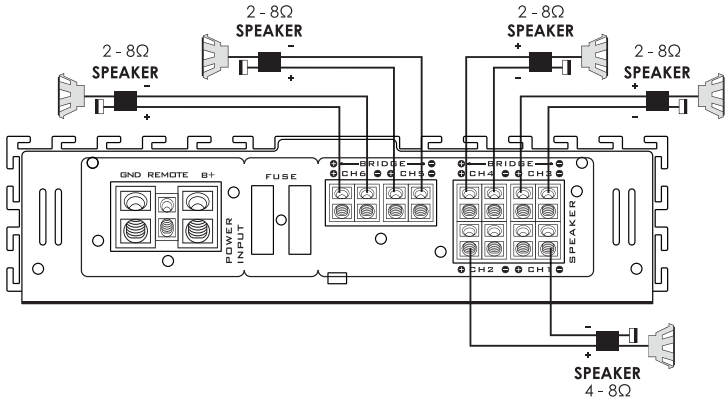 2 - 8Ω
SPEAKER
- +
2 - 8Ω
SPEAKER
- +
2 - 8Ω
SPEAKER
+ -
2 - 8Ω
SPEAKER
+ -
GND REMOTE B+
POWER INPUT
FUSE
+ BRIDGE -
+ CH6 - + CH5 -
+ BRIDGE -
+ CH4 - + CH3 -
SPEAKER
+ CH2 - + CH1 -
- +
SPEAKER
4 - 8Ω